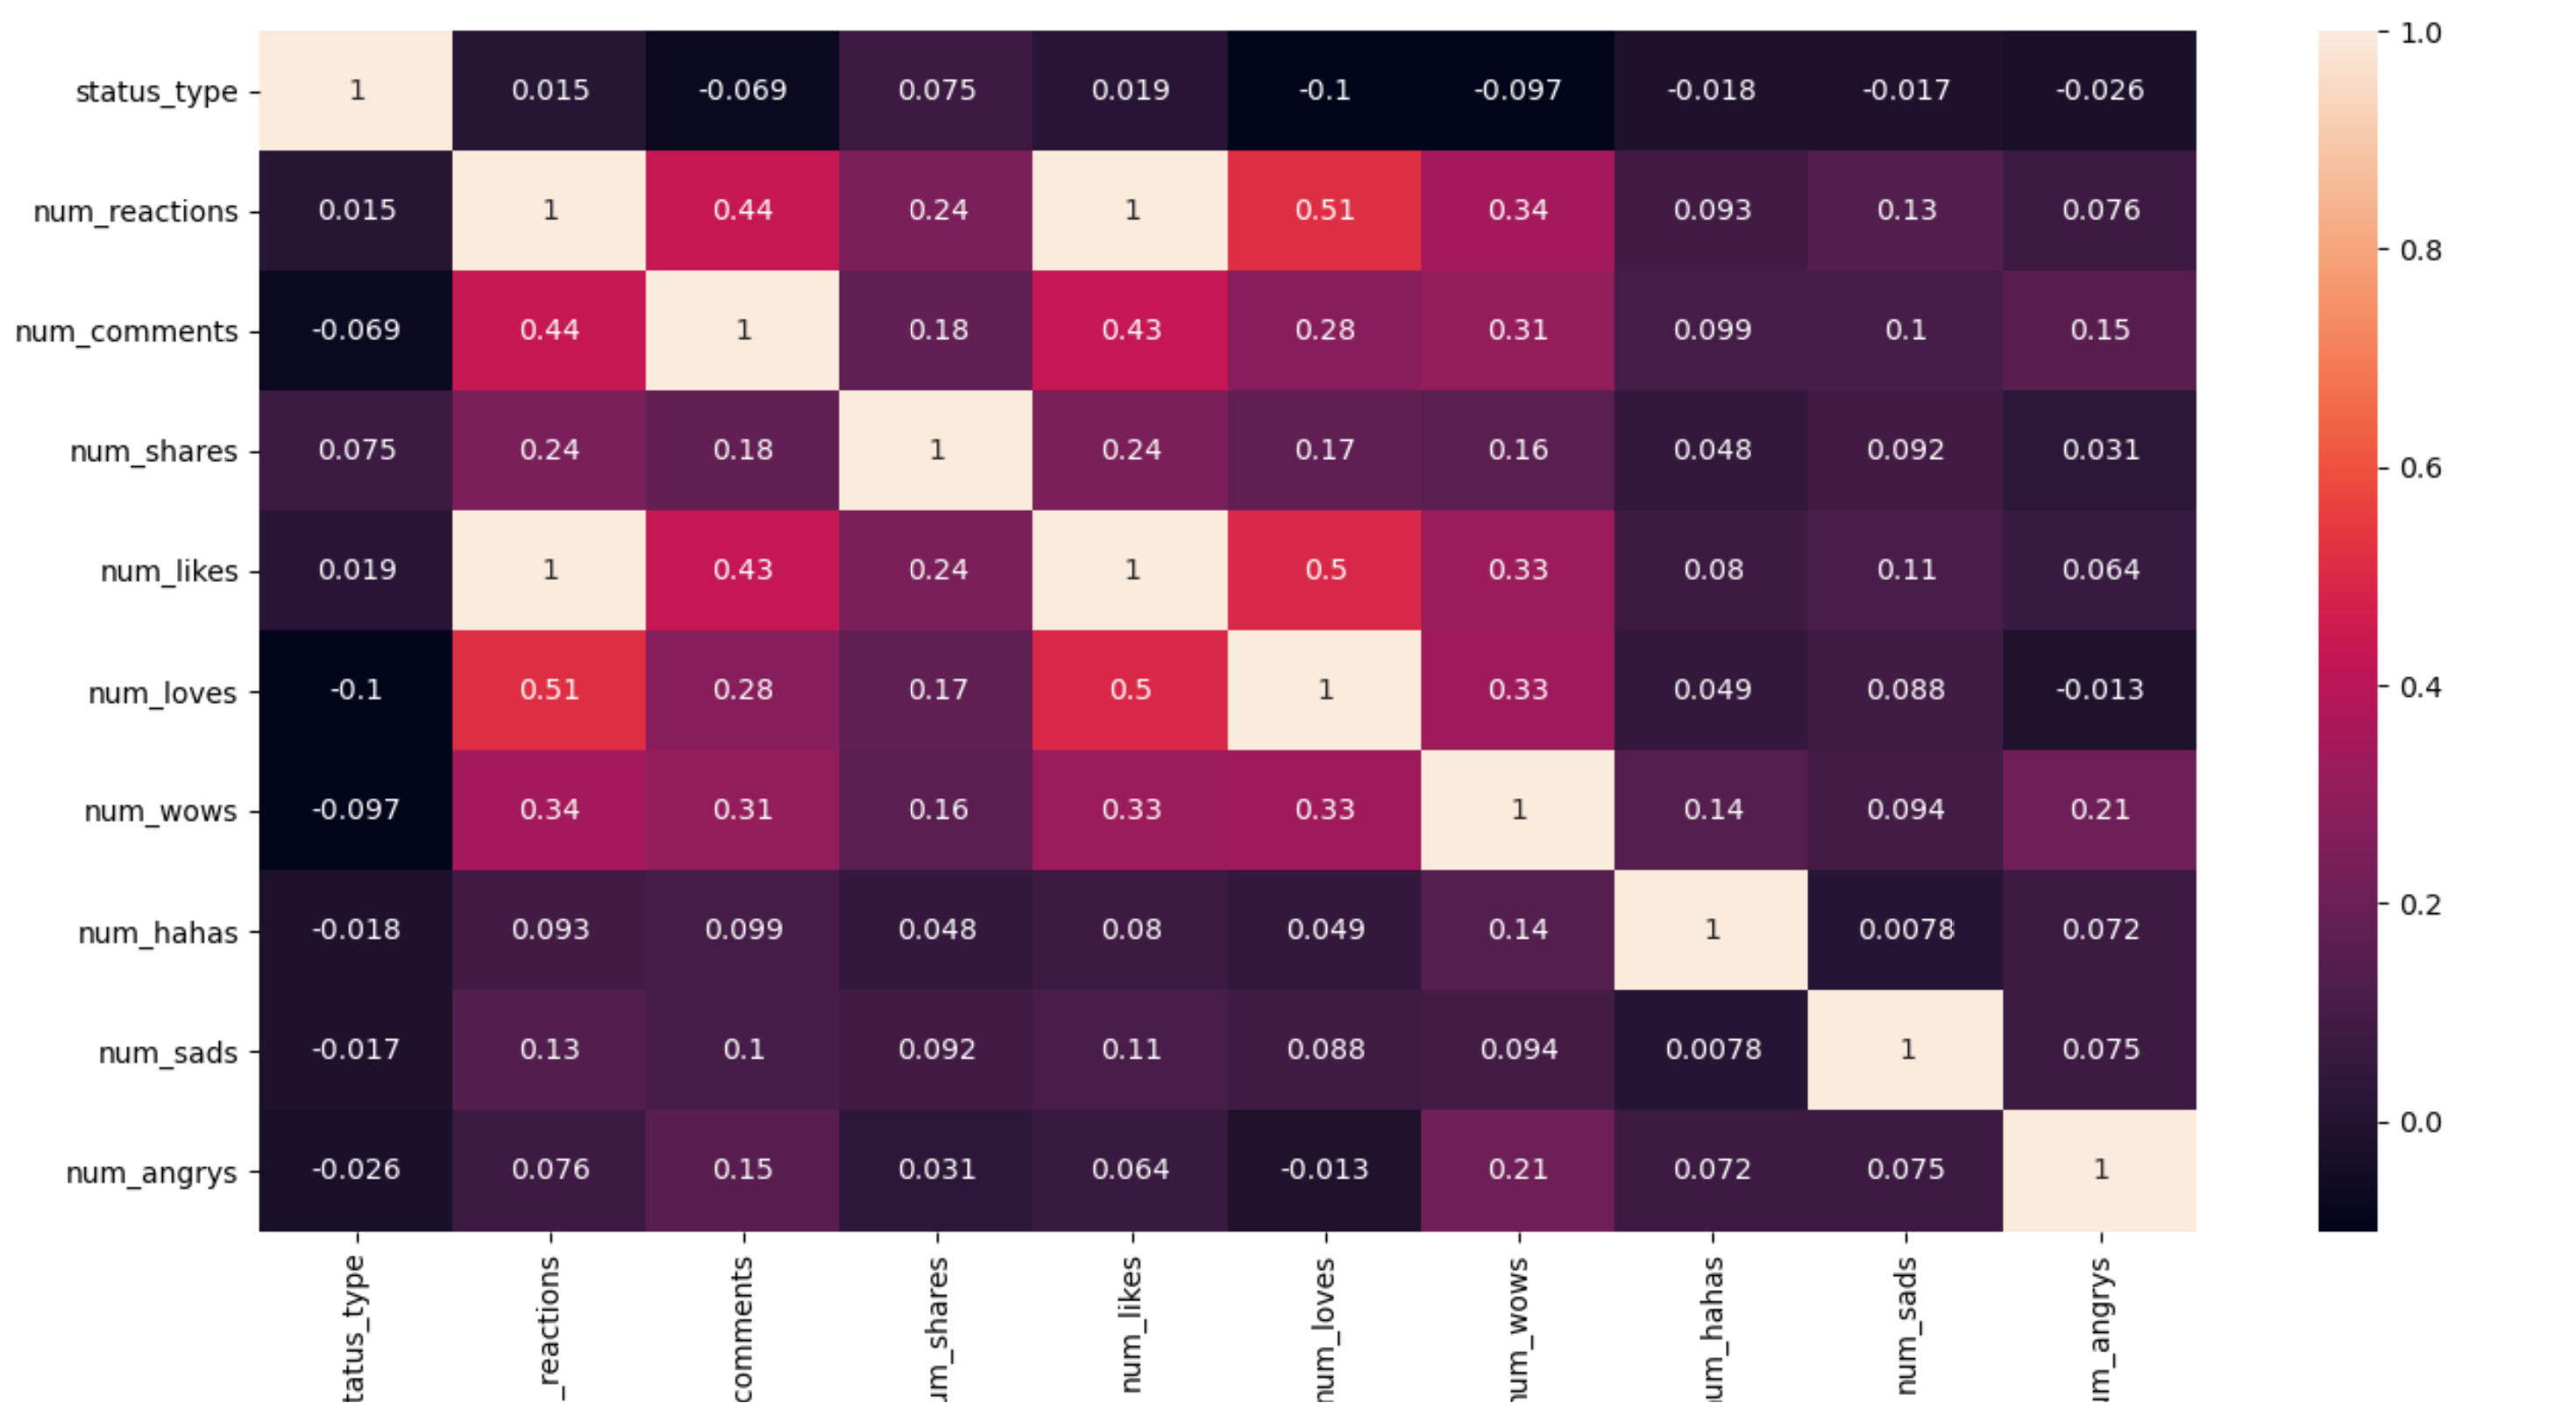 status_type 1 0.015 -0.069 0.075 0.019 -0.1 -0.097 -0.018 -0.017 -0.026
num_reactions 0.015 1 0.44 0.24 1 0.51 0.34 0.093 0.13 0.076
num_comments -0.069 0.44 1 0.18 0.43 0.28 0.31 0.099 0.1 0.15
num_shares 0.075 0.24 0.18 1 0.24 0.17 0.16 0.048 0.092 0.031
num_likes 0.019 1 0.43 0.24 1 0.5 0.33 0.08 0.11 0.064
num_loves -0.1 0.51 0.28 0.17 0.5 1 0.33 0.049 0.088 -0.013
num_wows -0.097 0.34 0.31 0.16 0.33 0.33 1 0.14 0.094 0.21
num_hahas -0.018 0.093 0.099 0.048 0.08 0.049 0.14 1 0.0078 0.072
num_sads -0.017 0.13 0.1 0.092 0.11 0.088 0.094 0.0078 1 0.075
num_angrys -0.026 0.076 0.15 0.031 0.064 -0.013 0.21 0.072 0.075 1
tatus_type
_reactions
comments
um_shares
num_likes
num_loves
num_wows
um_hahas
num_sads
um_angrys
1.0
0.8
0.6
0.4
0.2
0.0